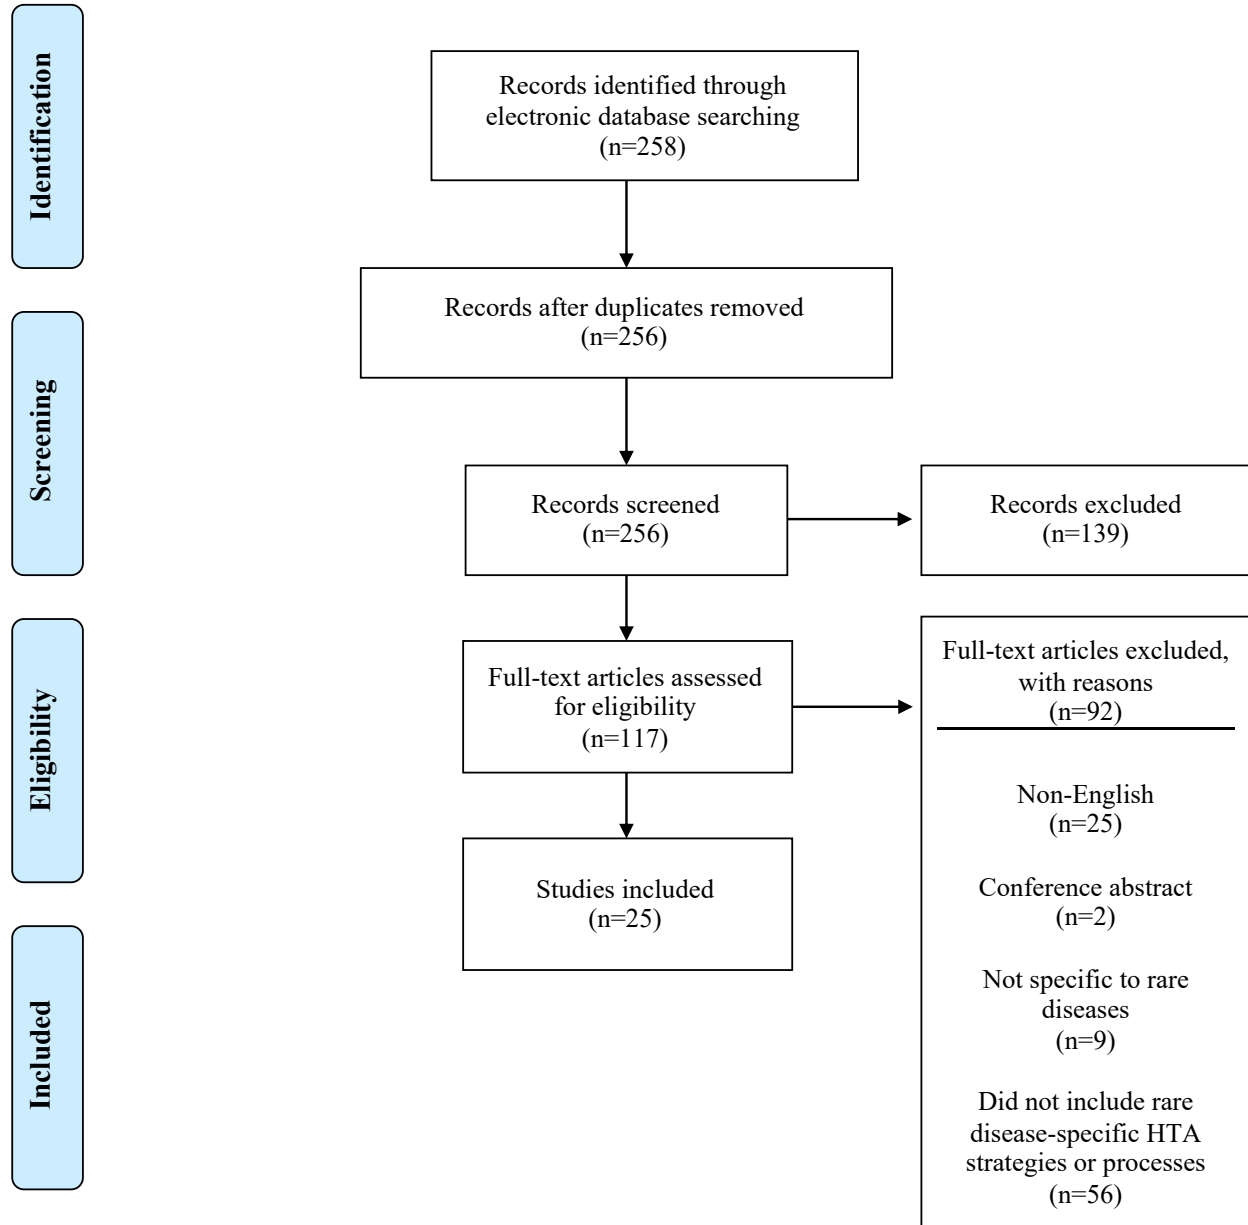 Identification
Records identified through
electronic database searching
(n=258)
Records after duplicates removed
(n=256)
Screening
Records screened
(n=256)
Records excluded
(n=139)
Eligibility
Full-text articles assessed
for eligibility
(n=117)
Full-text articles excluded,
with reasons
(n=92)
Non-English
(n=25)
Conference abstract
(n=2)
Not specific to rare
diseases
(n=9)
Did not include rare
disease-specific HTA
strategies or processes
(n=56)
Included
Studies included
(n=25)